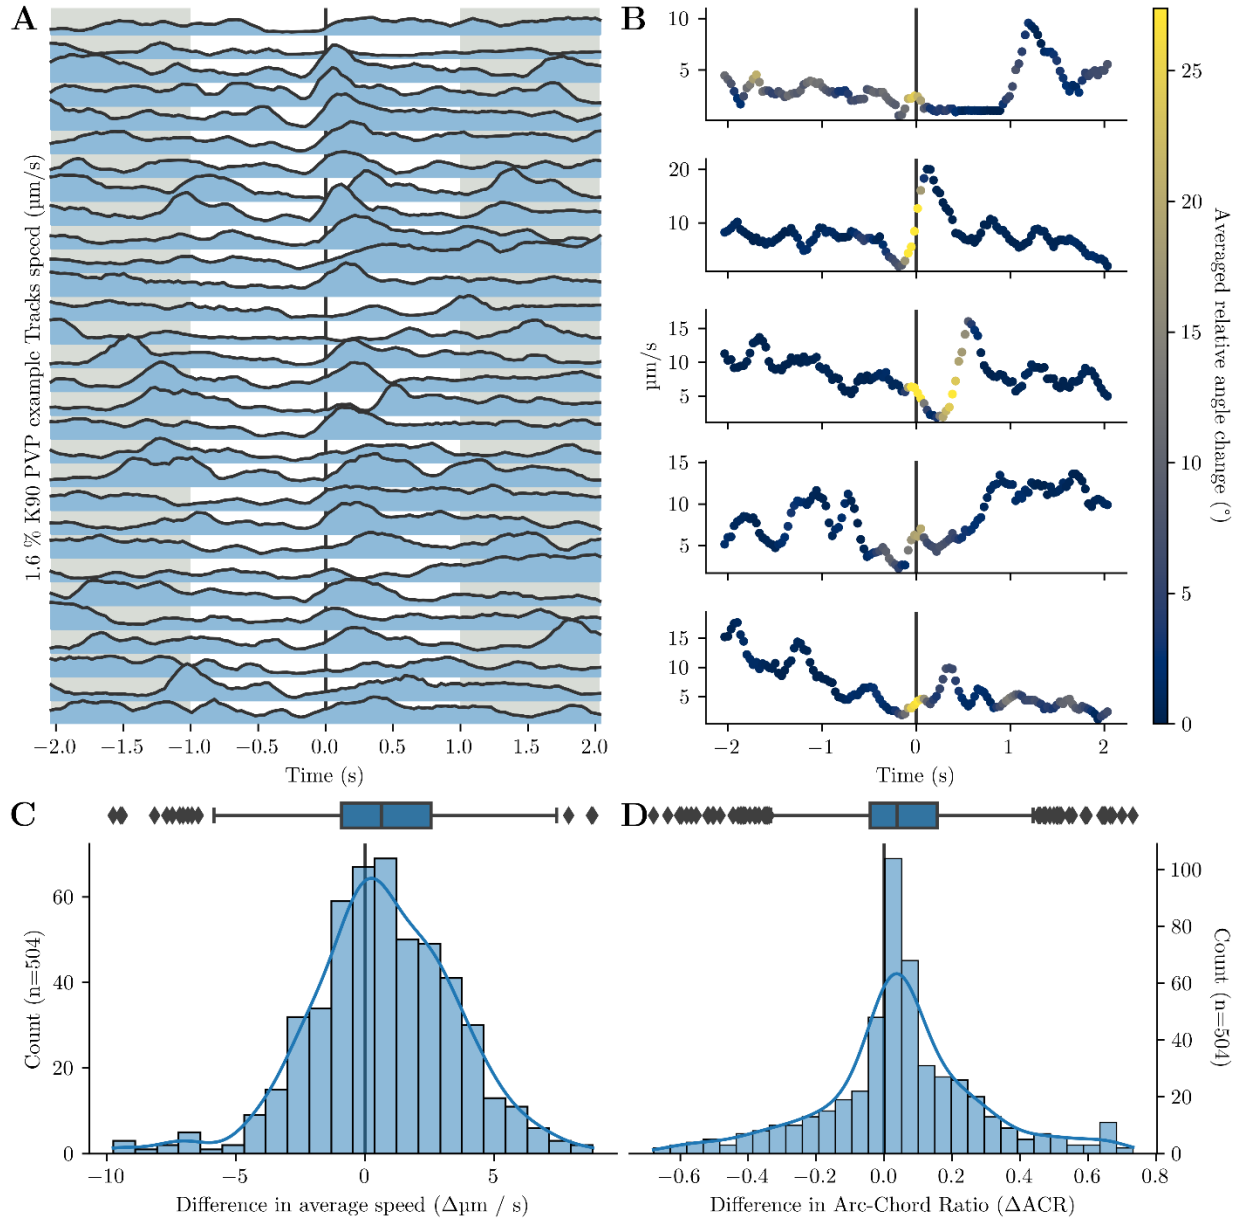 A
1.6 % K90 PVP example Tracks speed (µm/s)
−2.0 −1.5 −1.0 −0.5 0.0 0.5 1.0 1.5 2.0
Time (s)
B
10
5
20
10
µm/s
15
10
5
15
10
5
15
10
5
−2 −1 0 1 2
Time (s)
25
20
15
10
5
0
Averaged relative angle change (°)
C
60
40
20
0
Count (n=504)
−10 −5 0 5
Difference in average speed (Δµm / s)
D
100
80
60
40
20
0
Count (n=504)
−0.6 −0.4 −0.2 0.0 0.2 0.4 0.6 0.8
Difference in Arc-Chord Ratio (ΔACR)